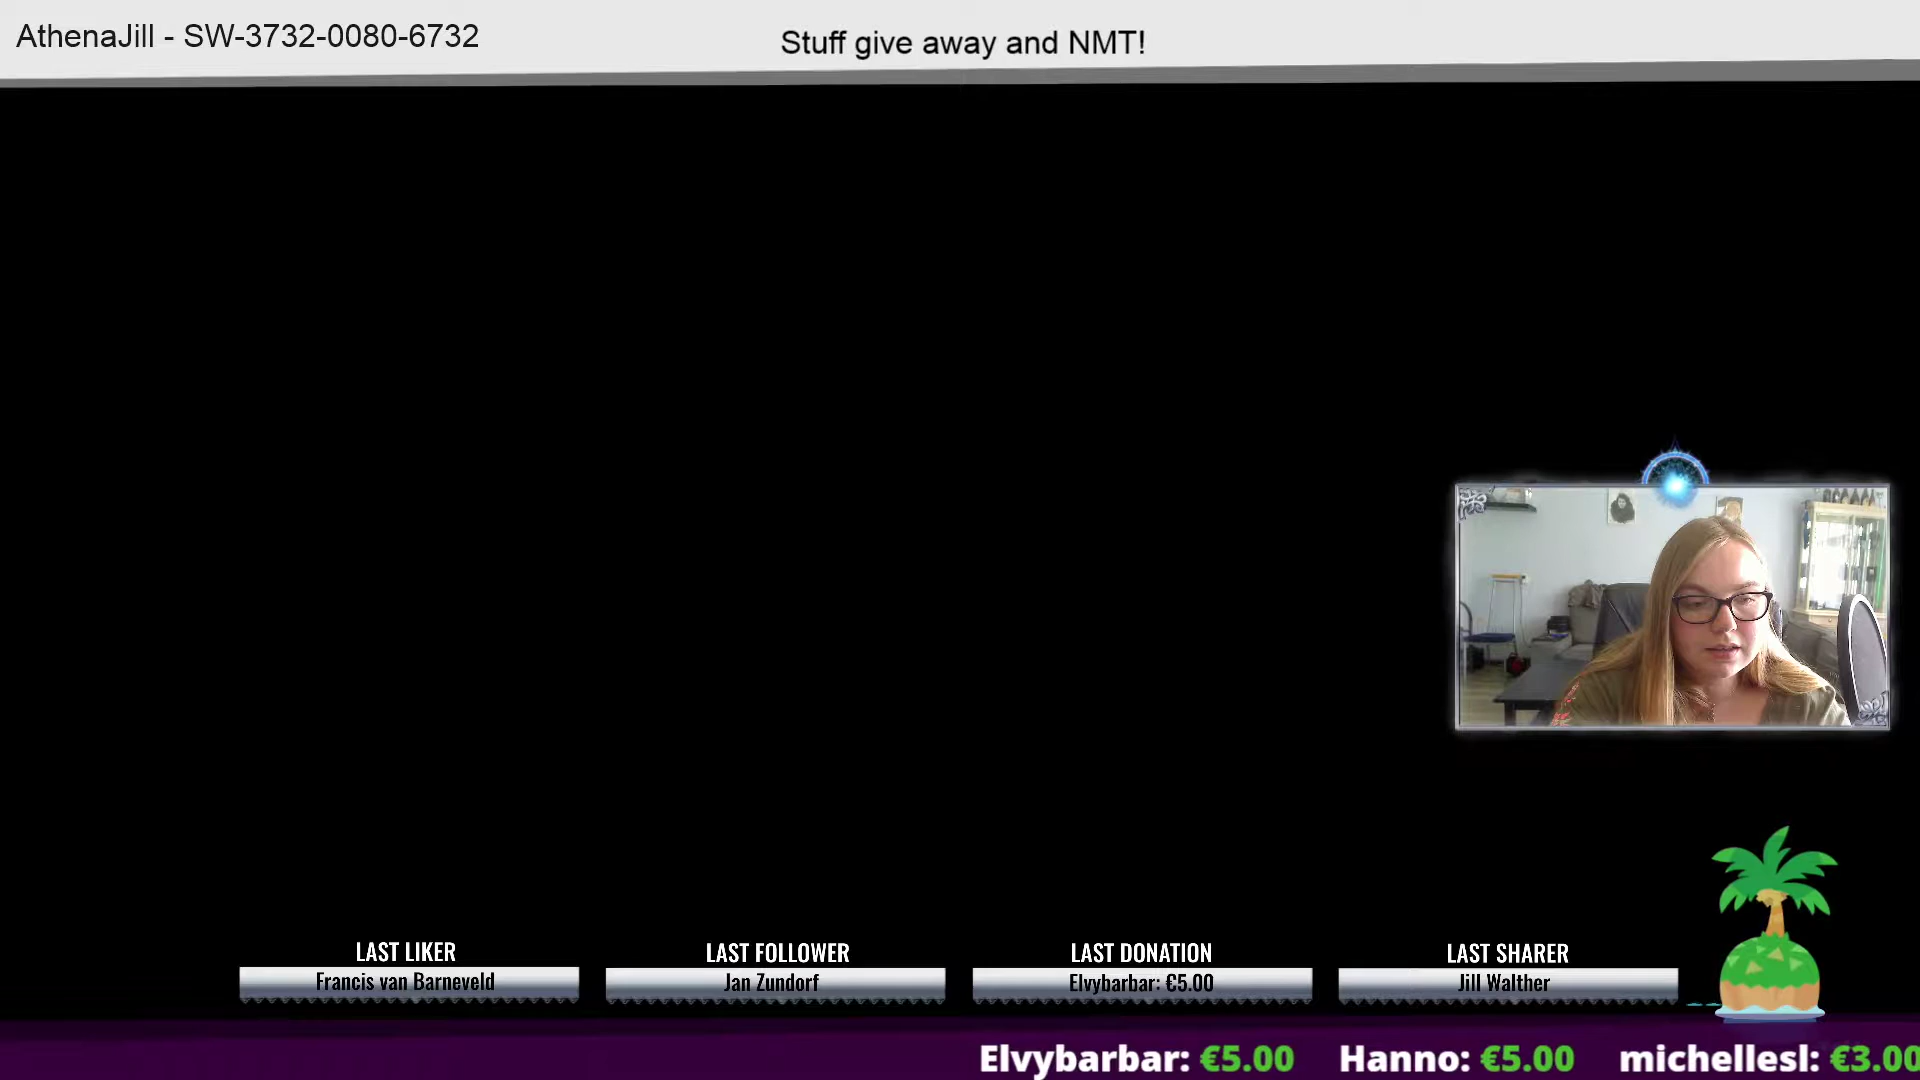 AthenaJill - SW-3732-0080-6732
Stuff give away and NMT!
LAST LIKER
Francis van Barneveld
LAST FOLLOWER
Jan Zundorf
LAST DONATION
Elvybarbar: €5.00
LAST SHARER
Jill Walther
Elvybarbar: €5.00 Hanno: €5.00 michellesl: €3.00